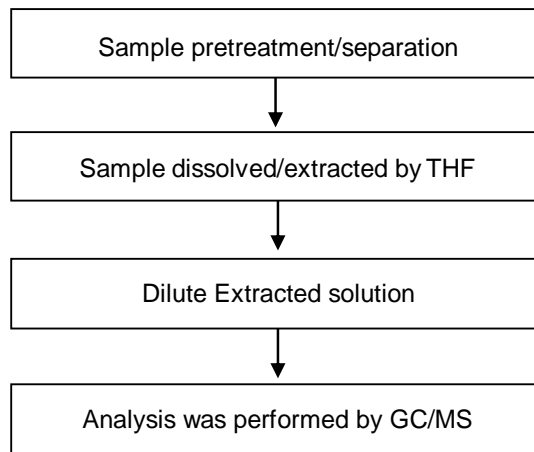 Sample pretreatment/separation
Sample dissolved/extracted by THF
Dilute Extracted solution
Analysis was performed by GC/MS